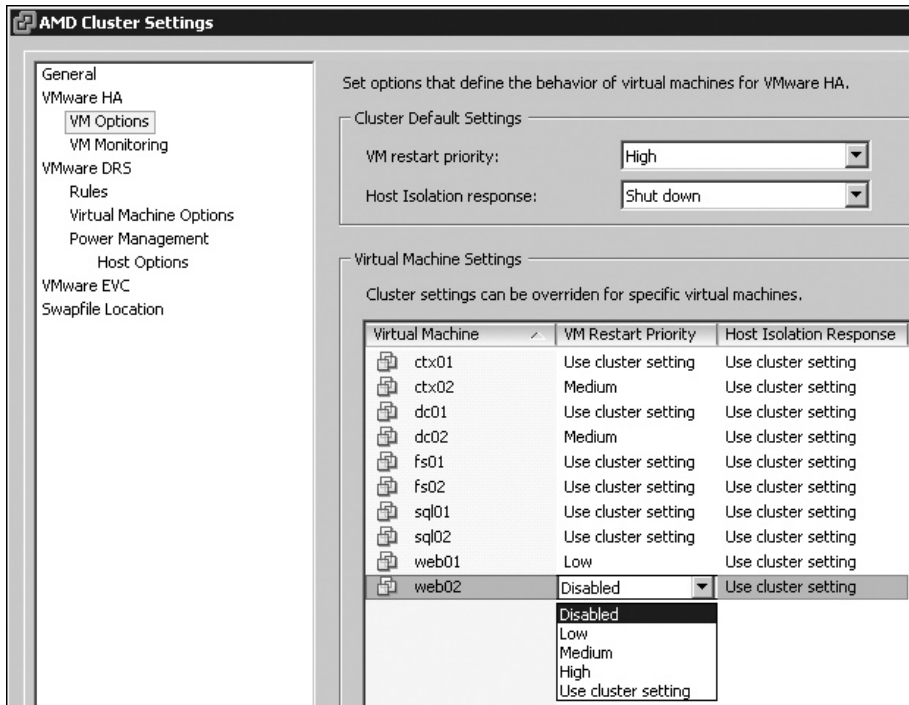 AMD Cluster Settings
General
VMware HA
VM Options
VM Monitoring
VMware DRS
Rules
Virtual Machine Options
Power Management
Host Options
VMware EVC
Swapfile Location
Set options that define the behavior of virtual machines for VMware HA.
Cluster Default Settings
VM restart priority: High
Host Isolation response: Shut down
Virtual Machine Settings
Cluster settings can be overriden for specific virtual machines.
Virtual Machine VM Restart Priority Host Isolation Response
ctx01 Use cluster setting Use cluster setting
ctx02 Medium Use cluster setting
dc01 Use cluster setting Use cluster setting
dc02 Medium Use cluster setting
fs01 Use cluster setting Use cluster setting
fs02 Use cluster setting Use cluster setting
sql01 Use cluster setting Use cluster setting
sql02 Use cluster setting Use cluster setting
web01 Low Use cluster setting
web02 Disabled Use cluster setting
Disabled
Low
Medium
High
Use cluster setting